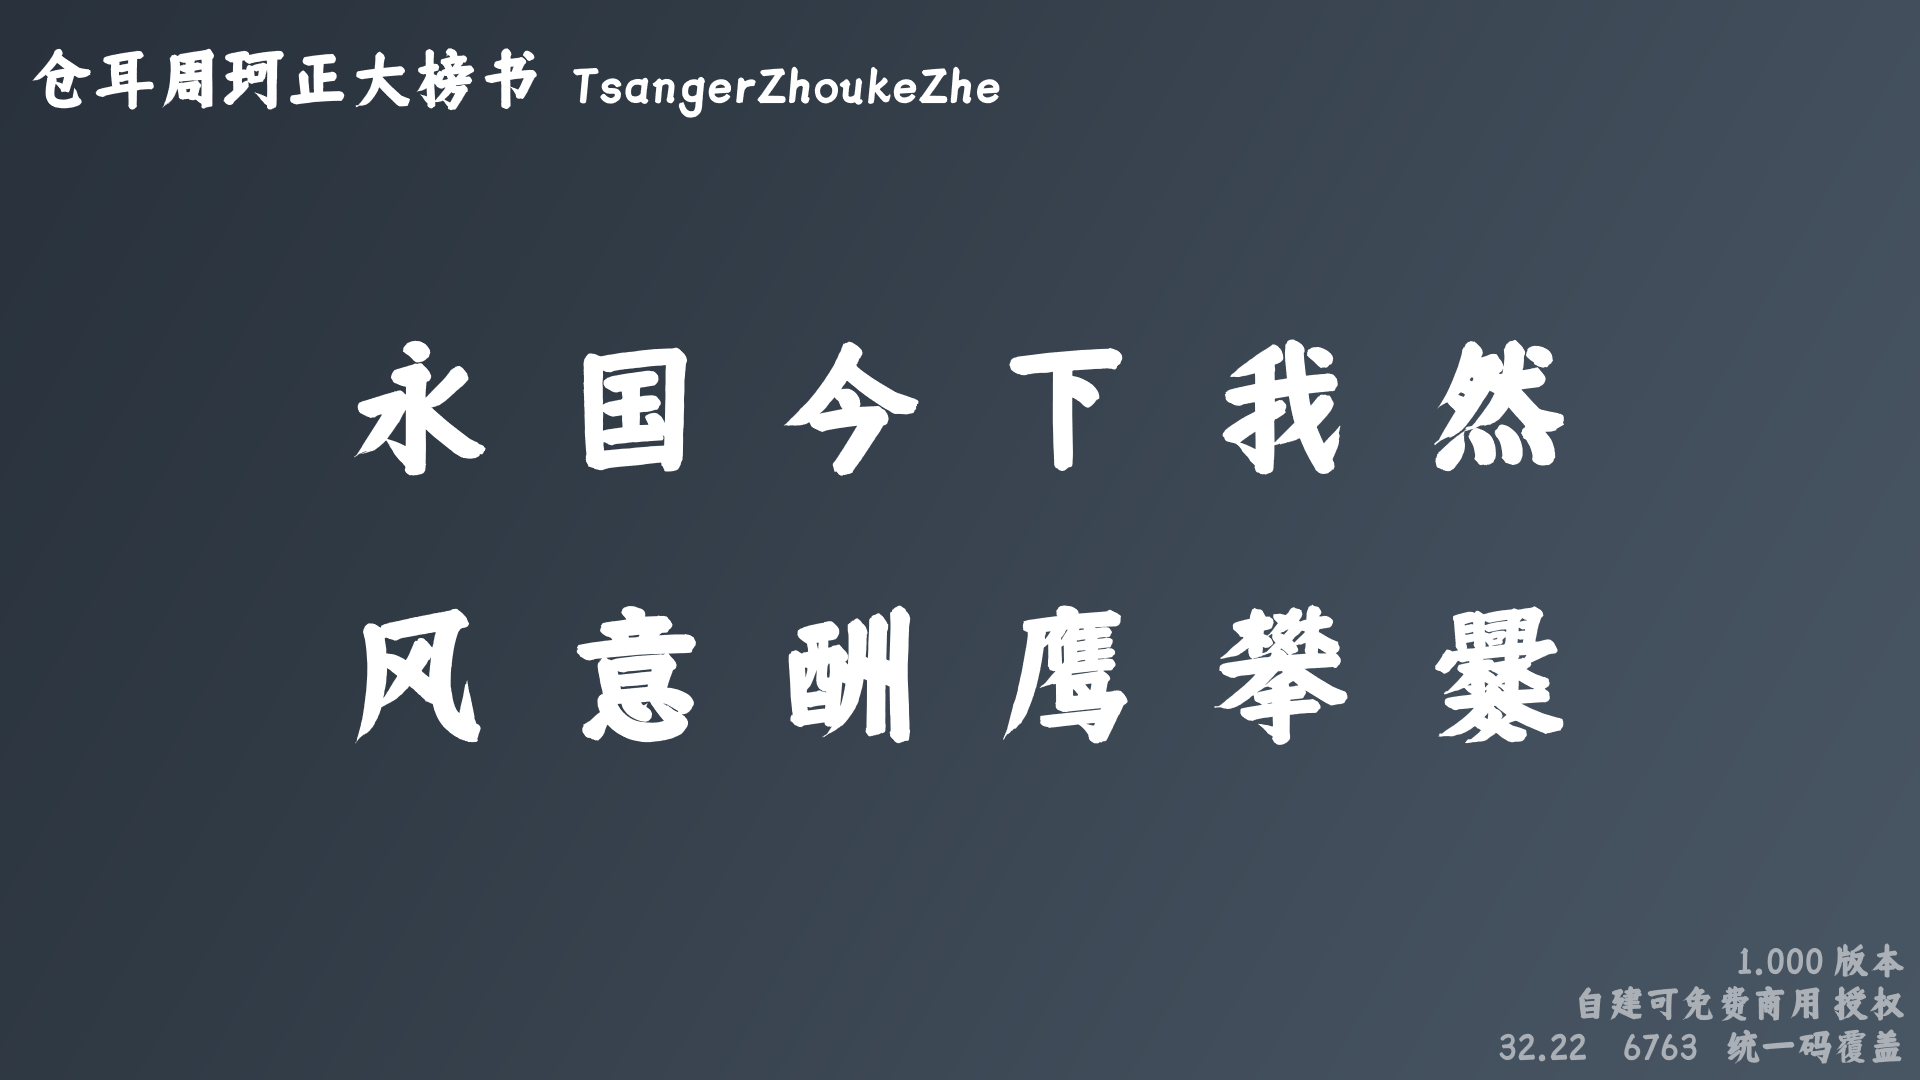 仓耳周珂正大榜书 TsangerZhoukeZhe
永国今下我然
风意酬鹰攀爨
1.000 版本
自建可免费商用 授权
32.22 6763 统一码覆盖